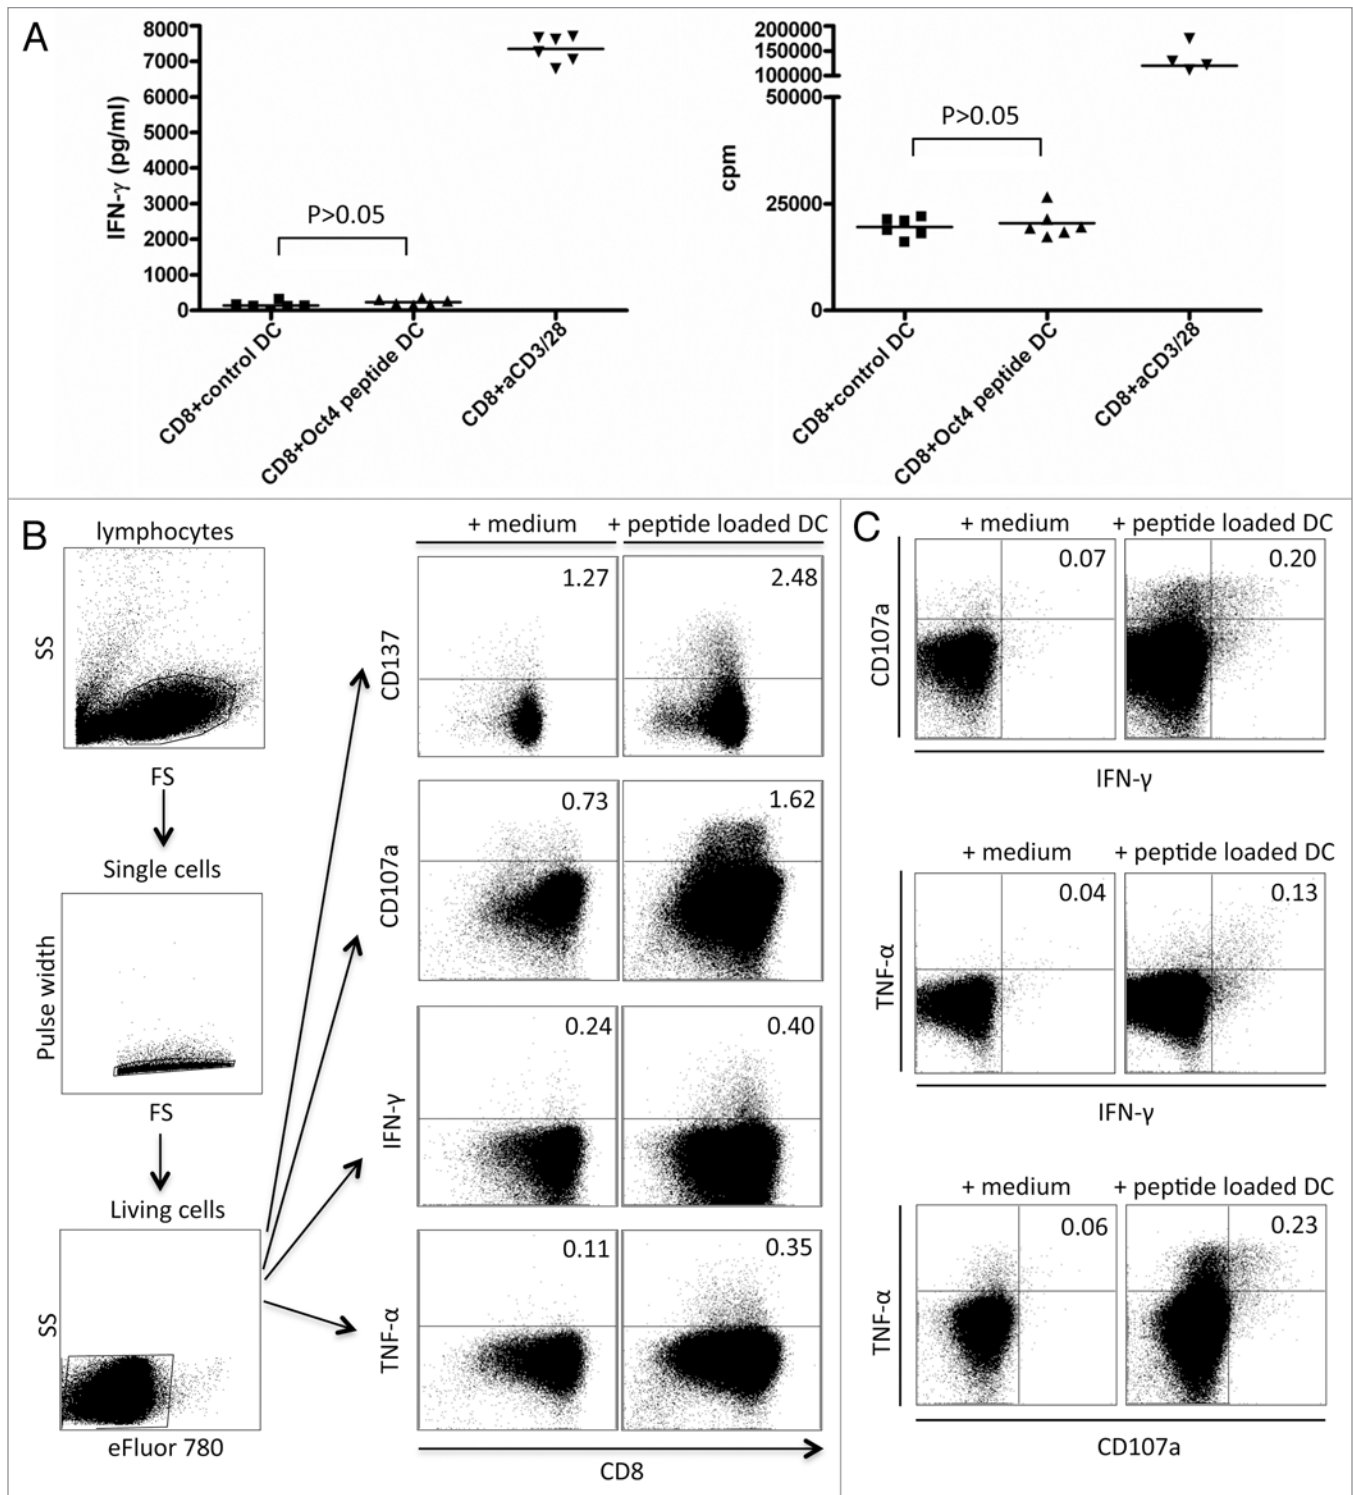 A
8000
7000
6000
5000
4000
3000
2000
1000
0
IFN-γ (pg/ml)
P>0.05
CD8+control DC
CD8+Oct4 peptide DC
CD8+aCD3/28
200000
150000
100000
50000
25000
0
cpm
P>0.05
CD8+control DC
CD8+Oct4 peptide DC
CD8+aCD3/28
B
lymphocytes
SS
FS
Single cells
Pulse width
FS
Living cells
SS
eFluor 780
+ medium
+ peptide loaded DC
CD137
1.27
2.48
CD107a
0.73
1.62
IFN-γ
0.24
0.40
TNF-α
0.11
0.35
CD8
C
+ medium
+ peptide loaded DC
CD107a
0.07
0.20
IFN-γ
+ medium
+ peptide loaded DC
TNF-α
0.04
0.13
IFN-γ
+ medium
+ peptide loaded DC
TNF-α
0.06
0.23
CD107a